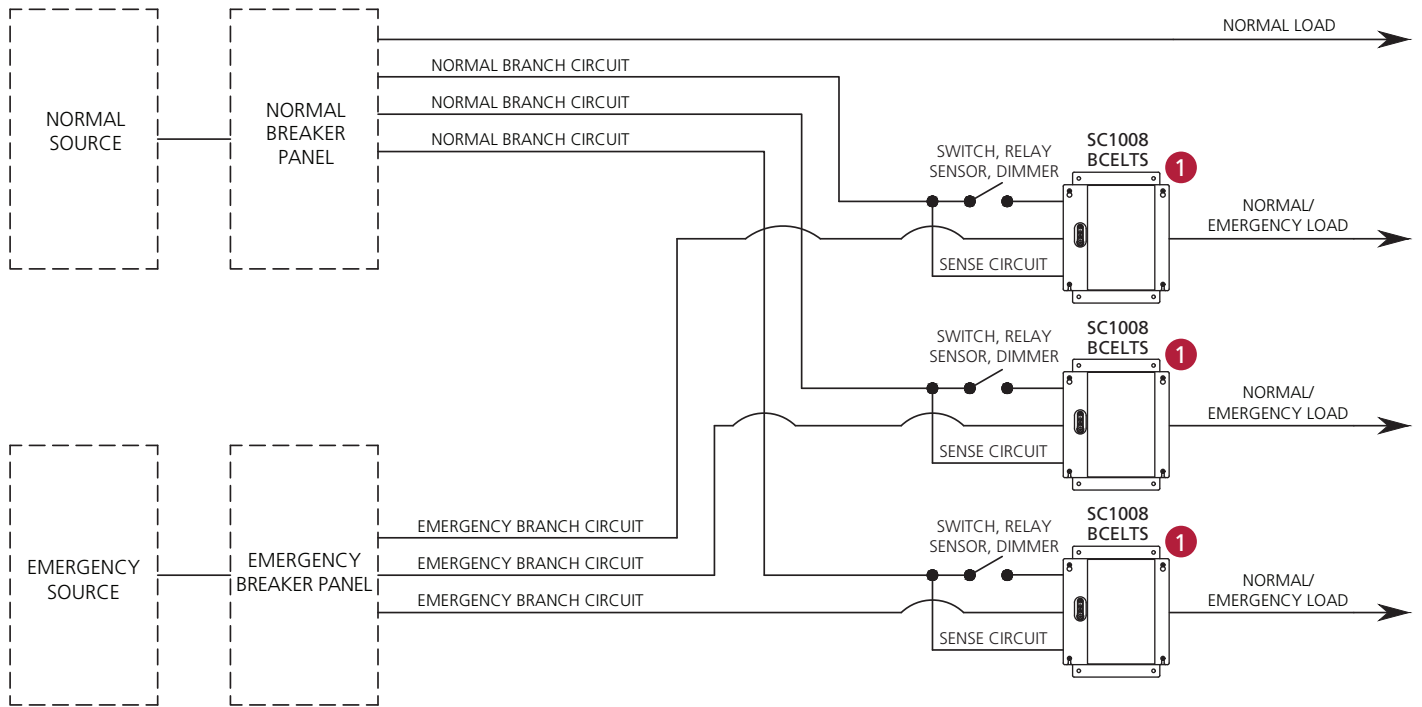 NORMAL LOAD
NORMAL BRANCH CIRCUIT
NORMAL BRANCH CIRCUIT
NORMAL BRANCH CIRCUIT
NORMAL
SOURCE
NORMAL
BREAKER
PANEL
SWITCH, RELAY
SENSOR, DIMMER
SC1008
BCELTS
1
NORMAL/
EMERGENCY LOAD
SENSE CIRCUIT
SWITCH, RELAY
SENSOR, DIMMER
SC1008
BCELTS
1
NORMAL/
EMERGENCY LOAD
SENSE CIRCUIT
EMERGENCY BRANCH CIRCUIT
EMERGENCY BRANCH CIRCUIT
EMERGENCY BRANCH CIRCUIT
EMERGENCY
SOURCE
EMERGENCY
BREAKER PANEL
SWITCH, RELAY
SENSOR, DIMMER
SC1008
BCELTS
1
NORMAL/
EMERGENCY LOAD
SENSE CIRCUIT